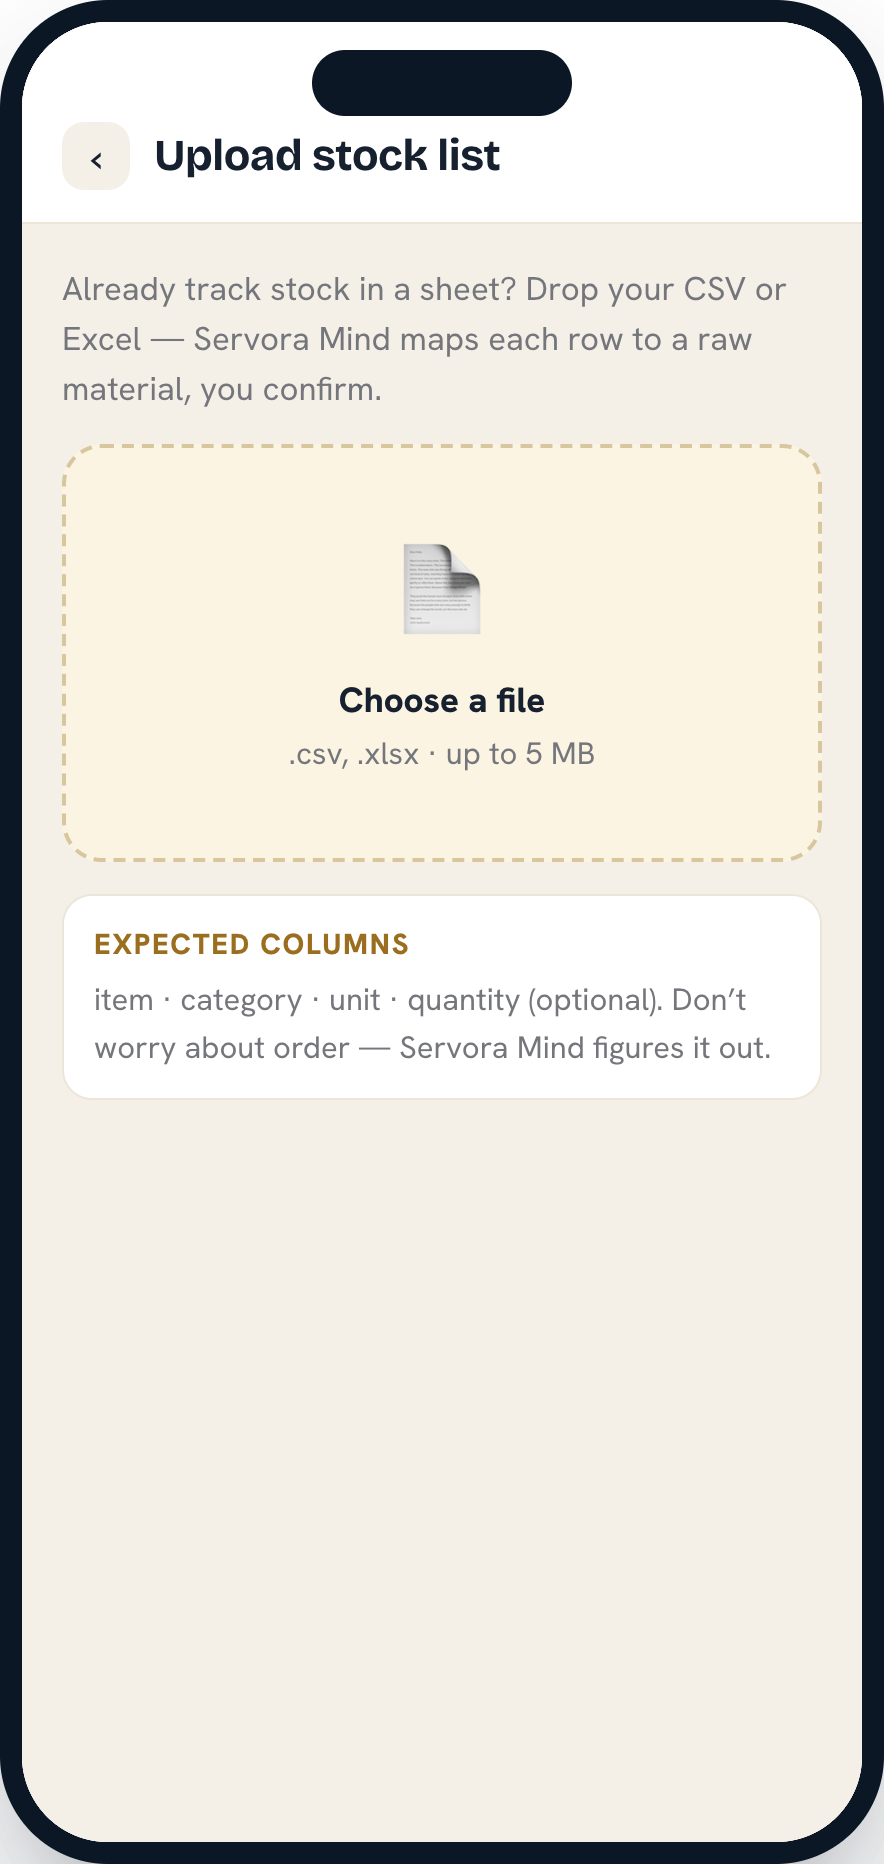 Upload stock list
Already track stock in a sheet? Drop your CSV or
Excel — Servora Mind maps each row to a raw
material, you confirm.
Choose a file
.csv, .xlsx · up to 5 MB
EXPECTED COLUMNS
item · category · unit · quantity (optional). Don’t
worry about order — Servora Mind figures it out.